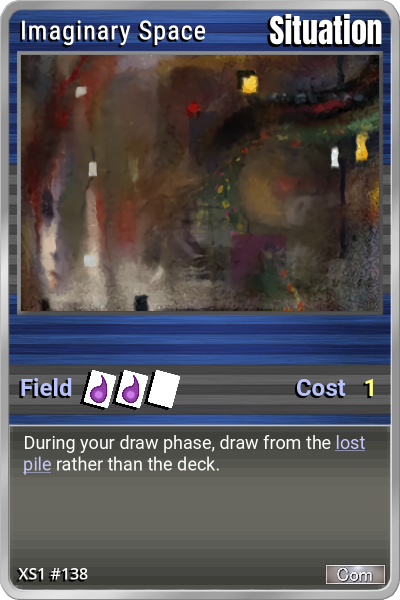 Imaginary Space Situation
Field Cost 1
During your draw phase, draw from the lost
pile rather than the deck.
XS1 #138 Com